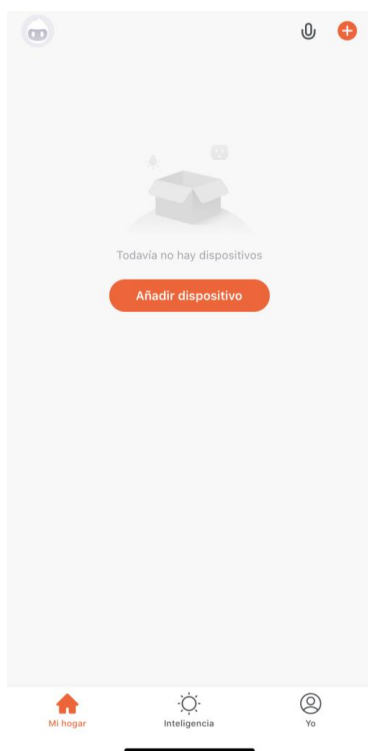 Todavía no hay dispositivos
Añadir dispositivo
Mi hogar
Inteligencia
Yo